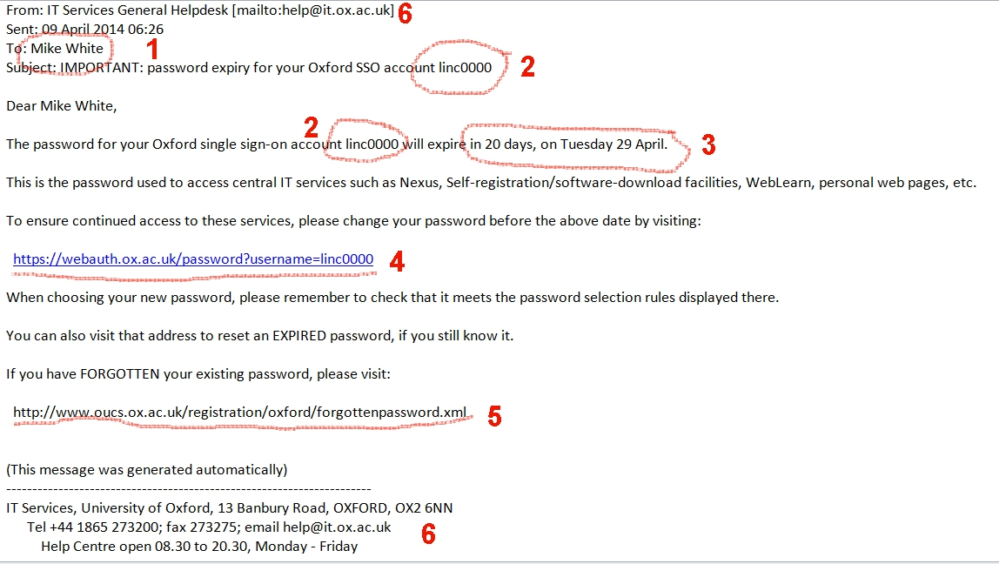 From: IT Services General Helpdesk [mailto:help@it.ox.ac.uk] 6
Sent: 09 April 2014 06:26
To: Mike White 1
Subject: IMPORTANT: password expiry for your Oxford SSO account linc0000 2
Dear Mike White,
2
The password for your Oxford single sign-on account linc0000 will expire in 20 days, on Tuesday 29 April. 3
This is the password used to access central IT services such as Nexus, Self-registration/software-download facilities, WebLearn, personal web pages, etc.
To ensure continued access to these services, please change your password before the above date by visiting:
https://webauth.ox.ac.uk/password?username=linc0000 4
When choosing your new password, please remember to check that it meets the password selection rules displayed there.
You can also visit that address to reset an EXPIRED password, if you still know it.
If you have FORGOTTEN your existing password, please visit:
http://www.oucs.ox.ac.uk/registration/oxford/forgottenpassword.xml 5
(This message was generated automatically)
----------------------------------------------------------------------
IT Services, University of Oxford, 13 Banbury Road, OXFORD, OX2 6NN
Tel +44 1865 273200; fax 273275; email help@it.ox.ac.uk 6
Help Centre open 08.30 to 20.30, Monday - Friday